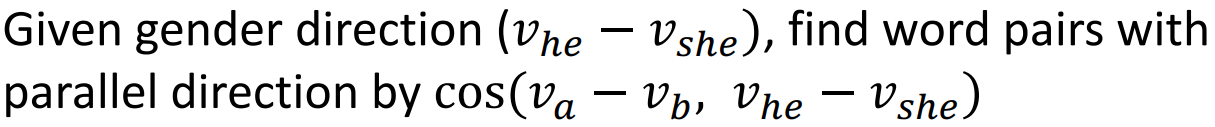 Given gender direction (v_he − v_she), find word pairs with
parallel direction by cos(v_a − v_b, v_he − v_she)